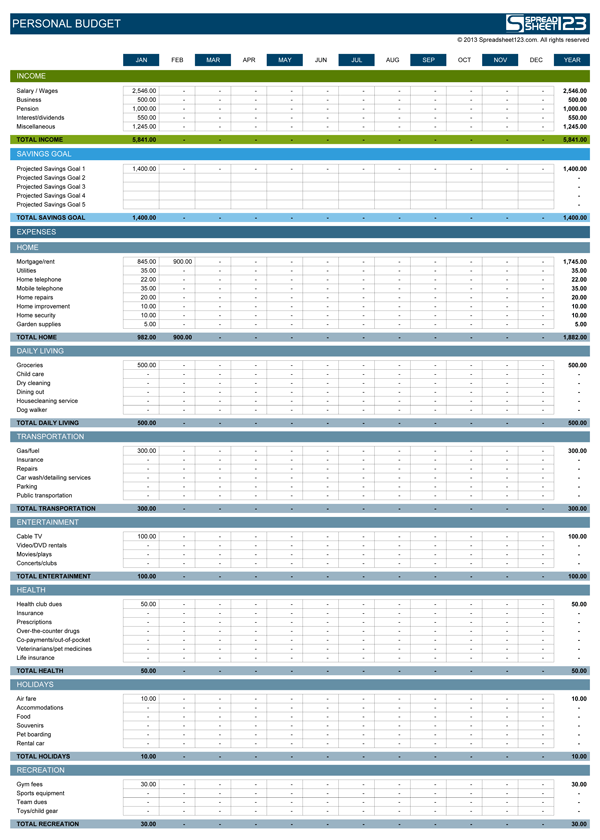 PERSONAL BUDGET
SPREAD SHEET 123
© 2013 Spreadsheet123.com. All rights reserved
JAN FEB MAR APR MAY JUN JUL AUG SEP OCT NOV DEC YEAR
INCOME
Salary / Wages 2,546.00 - - - - - - - - - - - 2,546.00
Business 500.00 - - - - - - - - - - - 500.00
Pension 1,000.00 - - - - - - - - - - - 1,000.00
Interest/dividends 550.00 - - - - - - - - - - - 550.00
Miscellaneous 1,245.00 - - - - - - - - - - - 1,245.00
TOTAL INCOME 5,841.00 - - - - - - - - - - - 5,841.00
SAVINGS GOAL
Projected Savings Goal 1 1,400.00 - - - - - - - - - - - 1,400.00
Projected Savings Goal 2 -
Projected Savings Goal 3 -
Projected Savings Goal 4 -
Projected Savings Goal 5 -
TOTAL SAVINGS GOAL 1,400.00 - - - - - - - - - - - 1,400.00
EXPENSES
HOME
Mortgage/rent 845.00 900.00 - - - - - - - - - - 1,745.00
Utilities 35.00 - - - - - - - - - - - 35.00
Home telephone 22.00 - - - - - - - - - - - 22.00
Mobile telephone 35.00 - - - - - - - - - - - 35.00
Home repairs 20.00 - - - - - - - - - - - 20.00
Home improvement 10.00 - - - - - - - - - - - 10.00
Home security 10.00 - - - - - - - - - - - 10.00
Garden supplies 5.00 - - - - - - - - - - - 5.00
TOTAL HOME 982.00 900.00 - - - - - - - - - - 1,882.00
DAILY LIVING
Groceries 500.00 - - - - - - - - - - - 500.00
Child care - - - - - - - - - - - - -
Dry cleaning - - - - - - - - - - - - -
Dining out - - - - - - - - - - - - -
Housecleaning service - - - - - - - - - - - - -
Dog walker - - - - - - - - - - - - -
TOTAL DAILY LIVING 500.00 - - - - - - - - - - - 500.00
TRANSPORTATION
Gas/fuel 300.00 - - - - - - - - - - - 300.00
Insurance - - - - - - - - - - - - -
Repairs - - - - - - - - - - - - -
Car wash/detailing services - - - - - - - - - - - - -
Parking - - - - - - - - - - - - -
Public transportation - - - - - - - - - - - - -
TOTAL TRANSPORTATION 300.00 - - - - - - - - - - - 300.00
ENTERTAINMENT
Cable TV 100.00 - - - - - - - - - - - 100.00
Video/DVD rentals - - - - - - - - - - - - -
Movies/plays - - - - - - - - - - - - -
Concerts/clubs - - - - - - - - - - - - -
TOTAL ENTERTAINMENT 100.00 - - - - - - - - - - - 100.00
HEALTH
Health club dues 50.00 - - - - - - - - - - - 50.00
Insurance - - - - - - - - - - - - -
Prescriptions - - - - - - - - - - - - -
Over-the-counter drugs - - - - - - - - - - - - -
Co-payments/out-of-pocket - - - - - - - - - - - - -
Veterinarians/pet medicines - - - - - - - - - - - - -
Life insurance - - - - - - - - - - - - -
TOTAL HEALTH 50.00 - - - - - - - - - - - 50.00
HOLIDAYS
Air fare 10.00 - - - - - - - - - - - 10.00
Accommodations - - - - - - - - - - - - -
Food - - - - - - - - - - - - -
Souvenirs - - - - - - - - - - - - -
Pet boarding - - - - - - - - - - - - -
Rental car - - - - - - - - - - - - -
TOTAL HOLIDAYS 10.00 - - - - - - - - - - - 10.00
RECREATION
Gym fees 30.00 - - - - - - - - - - - 30.00
Sports equipment - - - - - - - - - - - - -
Team dues - - - - - - - - - - - - -
Toys/child gear - - - - - - - - - - - - -
TOTAL RECREATION 30.00 - - - - - - - - - - - 30.00